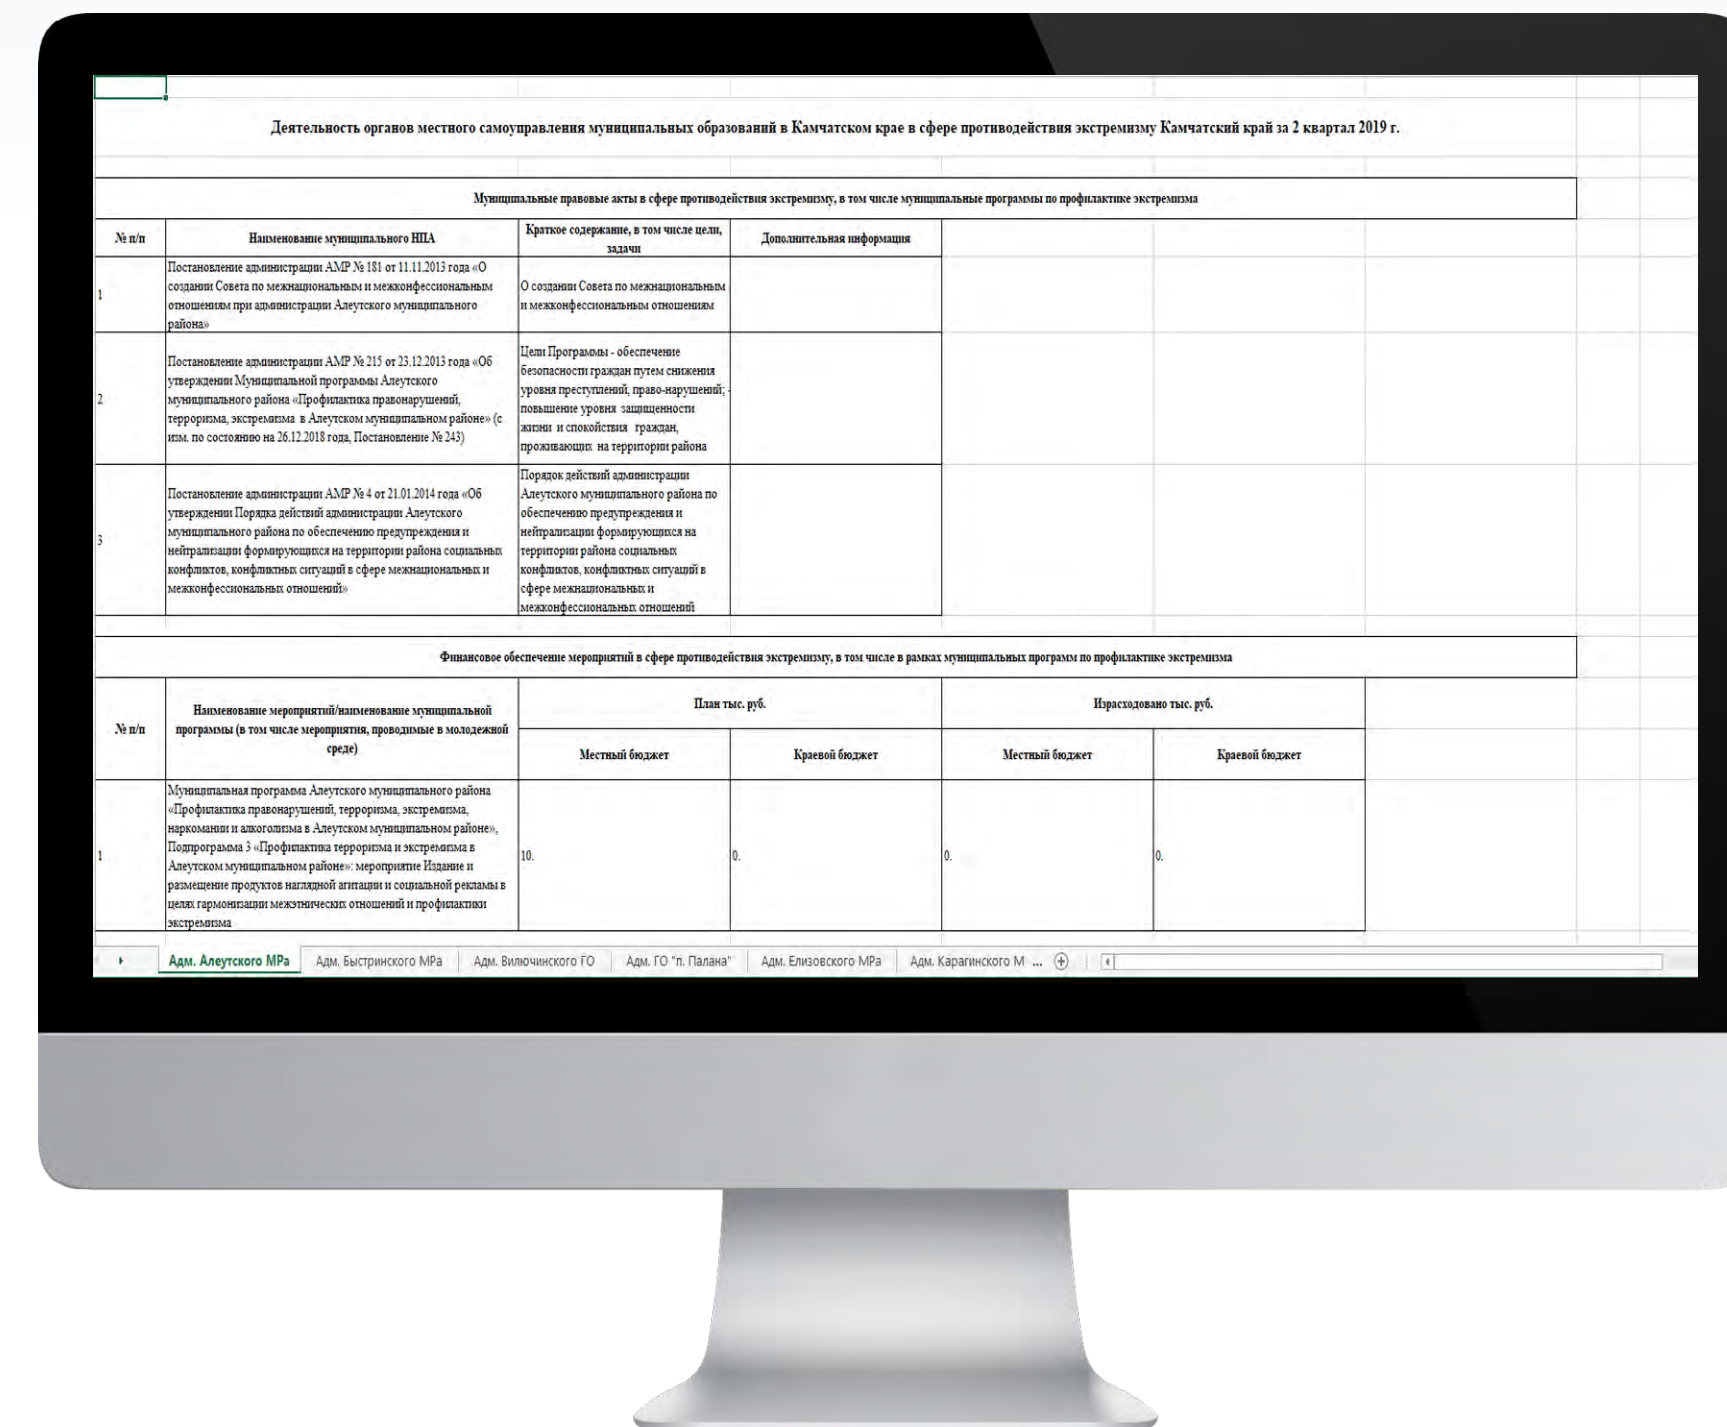 Деятельность органов местного самоуправления муниципальных образований в Камчатском крае в сфере противодействия экстремизму Камчатский край за 2 квартал 2019 г.
Муниципальные правовые акты в сфере противодействия экстремизму, в том числе муниципальные программы по профилактике экстремизма
№ п/п
Наименование муниципального НПА
Краткое содержание, в том числе цели,
задачи
Дополнительная информация
1
Постановление администрации АМР № 181 от 11.11.2013 года «О
создании Совета по межнациональным и межконфессиональным
отношениям при администрации Алеутского муниципального
района»
О создании Совета по межнациональным
и межконфессиональным отношениям
2
Постановление администрации АМР № 215 от 23.12.2013 года «Об
утверждении Муниципальной программы Алеутского
муниципального района «Профилактика правонарушений,
терроризма, экстремизма в Алеутском муниципальном районе» (с
изм. по состоянию на 26.12.2018 года, Постановление № 243)
Цели Программы - обеспечение
безопасности граждан путем снижения
уровня преступлений, право-нарушений; -
повышение уровня защищенности
жизни и спокойствия граждан,
проживающих на территории района
3
Постановление администрации АМР № 4 от 21.01.2014 года «Об
утверждении Порядка действий администрации Алеутского
муниципального района по обеспечению предупреждения и
нейтрализации формирующихся на территории района социальных
конфликтов, конфликтных ситуаций в сфере межнациональных и
межконфессиональных отношений»
Порядок действий администрации
Алеутского муниципального района по
обеспечению предупреждения и
нейтрализации формирующихся на
территории района социальных
конфликтов, конфликтных ситуаций в
сфере межнациональных и
межконфессиональных отношений
Финансовое обеспечение мероприятий в сфере противодействия экстремизму, в том числе в рамках муниципальных программ по профилактике экстремизма
№ п/п
Наименование мероприятий/наименование муниципальной
программы (в том числе мероприятия, проводимые в молодежной
среде)
План тыс. руб.
Израсходовано тыс. руб.
Местный бюджет
Краевой бюджет
Местный бюджет
Краевой бюджет
1
Муниципальная программа Алеутского муниципального района
«Профилактика правонарушений, терроризма, экстремизма,
наркомании и алкоголизма в Алеутском муниципальном районе»,
Подпрограмма 3 «Профилактика терроризма и экстремизма в
Алеутском муниципальном районе»: мероприятие Издание и
размещение продуктов наглядной агитации и социальной рекламы в
целях гармонизации межэтнических отношений и профилактики
экстремизма
10.
0.
0.
0.
Адм. Алеутского МРа
Адм. Быстринского МРа
Адм. Вилючинского ГО
Адм. ГО "п. Палана"
Адм. Елизовского МРа
Адм. Карагинского М ...